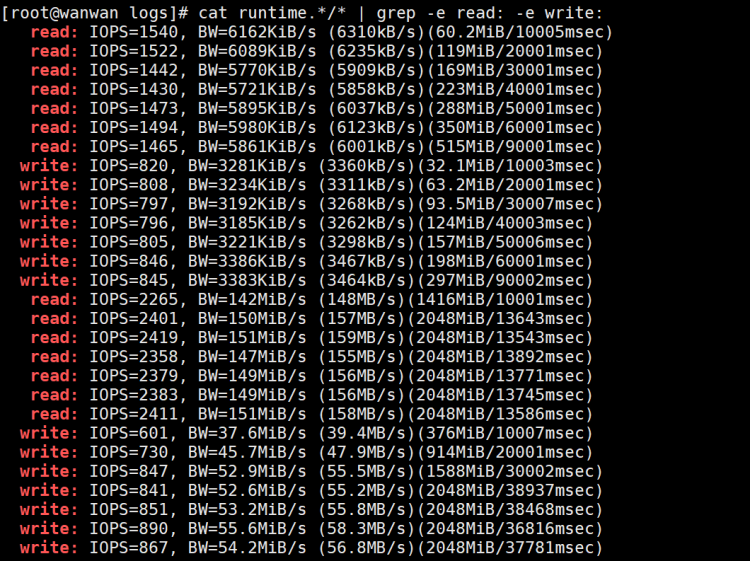 [root@wanwan logs]# cat runtime.*/* | grep -e read: -e write:
read: IOPS=1540, BW=6162KiB/s (6310kB/s)(60.2MiB/10005msec)
read: IOPS=1522, BW=6089KiB/s (6235kB/s)(119MiB/20001msec)
read: IOPS=1442, BW=5770KiB/s (5909kB/s)(169MiB/30001msec)
read: IOPS=1430, BW=5721KiB/s (5858kB/s)(223MiB/40001msec)
read: IOPS=1473, BW=5895KiB/s (6037kB/s)(288MiB/50001msec)
read: IOPS=1494, BW=5980KiB/s (6123kB/s)(350MiB/60001msec)
read: IOPS=1465, BW=5861KiB/s (6001kB/s)(515MiB/90001msec)
write: IOPS=820, BW=3281KiB/s (3360kB/s)(32.1MiB/10003msec)
write: IOPS=808, BW=3234KiB/s (3311kB/s)(63.2MiB/20001msec)
write: IOPS=797, BW=3192KiB/s (3268kB/s)(93.5MiB/30007msec)
write: IOPS=796, BW=3185KiB/s (3262kB/s)(124MiB/40003msec)
write: IOPS=805, BW=3221KiB/s (3298kB/s)(157MiB/50006msec)
write: IOPS=846, BW=3386KiB/s (3467kB/s)(198MiB/60001msec)
write: IOPS=845, BW=3383KiB/s (3464kB/s)(297MiB/90002msec)
read: IOPS=2265, BW=142MiB/s (148MB/s)(1416MiB/10001msec)
read: IOPS=2401, BW=150MiB/s (157MB/s)(2048MiB/13643msec)
read: IOPS=2419, BW=151MiB/s (159MB/s)(2048MiB/13543msec)
read: IOPS=2358, BW=147MiB/s (155MB/s)(2048MiB/13892msec)
read: IOPS=2379, BW=149MiB/s (156MB/s)(2048MiB/13771msec)
read: IOPS=2383, BW=149MiB/s (156MB/s)(2048MiB/13745msec)
read: IOPS=2411, BW=151MiB/s (158MB/s)(2048MiB/13586msec)
write: IOPS=601, BW=37.6MiB/s (39.4MB/s)(376MiB/10007msec)
write: IOPS=730, BW=45.7MiB/s (47.9MB/s)(914MiB/20001msec)
write: IOPS=847, BW=52.9MiB/s (55.5MB/s)(1588MiB/30002msec)
write: IOPS=841, BW=52.6MiB/s (55.2MB/s)(2048MiB/38937msec)
write: IOPS=851, BW=53.2MiB/s (55.8MB/s)(2048MiB/38468msec)
write: IOPS=890, BW=55.6MiB/s (58.3MB/s)(2048MiB/36816msec)
write: IOPS=867, BW=54.2MiB/s (56.8MB/s)(2048MiB/37781msec)